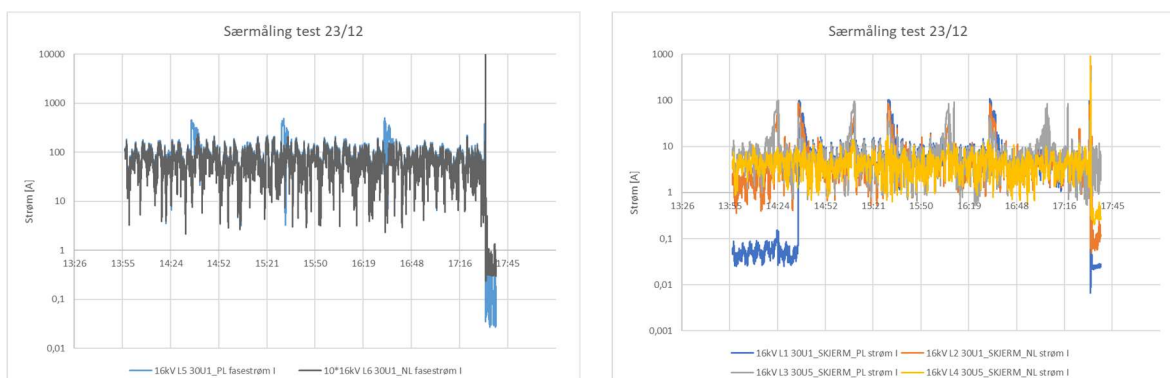 Særmåling test 23/12
10000
1000
100
10
1
0,1
0,01
Strøm [A]
13:26 13:55 14:24 14:52 15:21 15:50 16:19 16:48 17:16 17:45
16kV L5 30U1_PL fasestrøm I 10*16kV L6 30U1_NL fasestrøm I
Særmåling test 23/12
1000
100
10
1
0,1
0,01
0,001
Strøm [A]
13:26 13:55 14:24 14:52 15:21 15:50 16:19 16:48 17:16 17:45
16kV L1 30U1_SKJERM_PL strøm I 16kV L2 30U1_SKJERM_NL strøm I
16kV L3 30U5_SKJERM_PL strøm I 16kV L4 30U5_SKJERM_NL strøm I